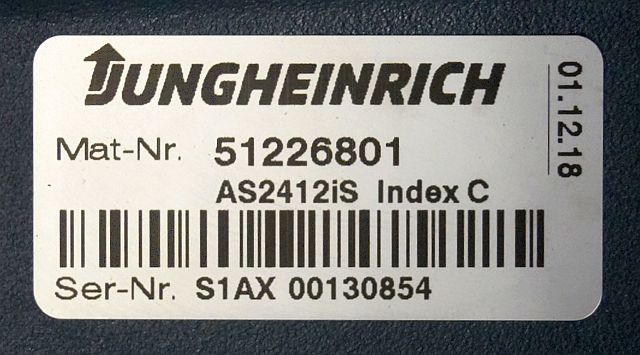 JUNGHEINRICH
Mat-Nr. 51226801
AS2412iS Index C
Ser-Nr. S1AX 00130854
01.12.18